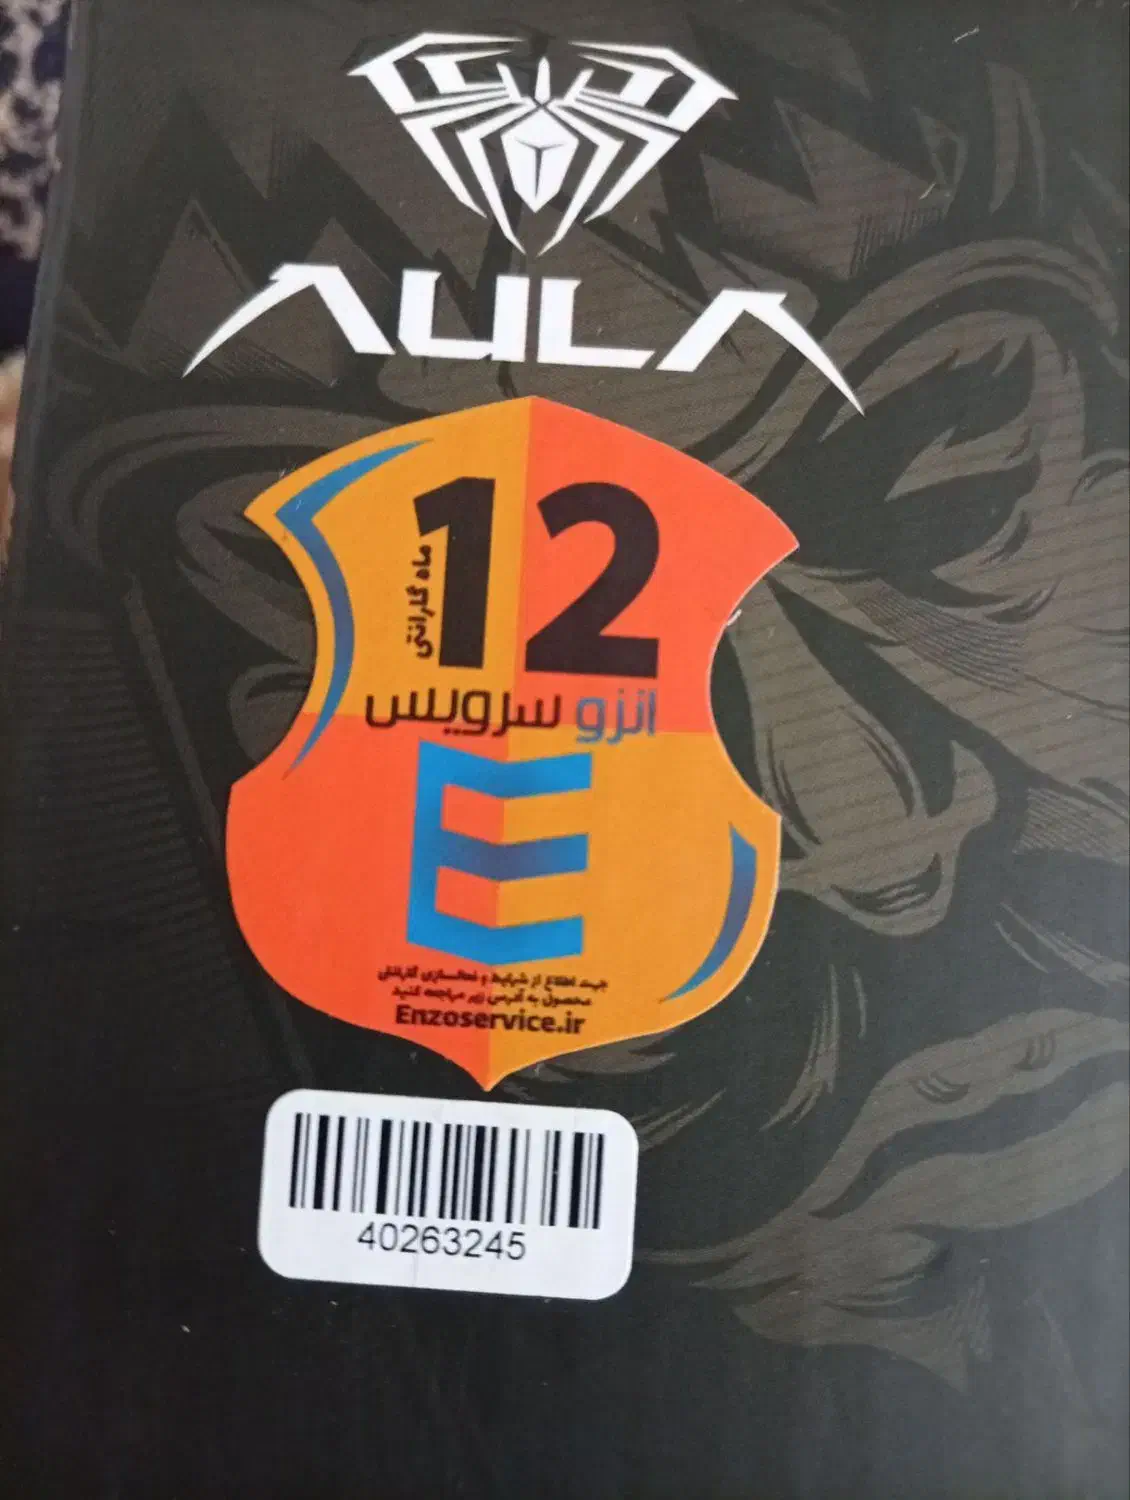 AULA
12
ماه گارانتی
انزو سرویس
جهت اطلاع از شرایط و فعالسازی گارانتی
محصول به آدرس زیر مراجعه کنید
Enzoservice.ir
40263245